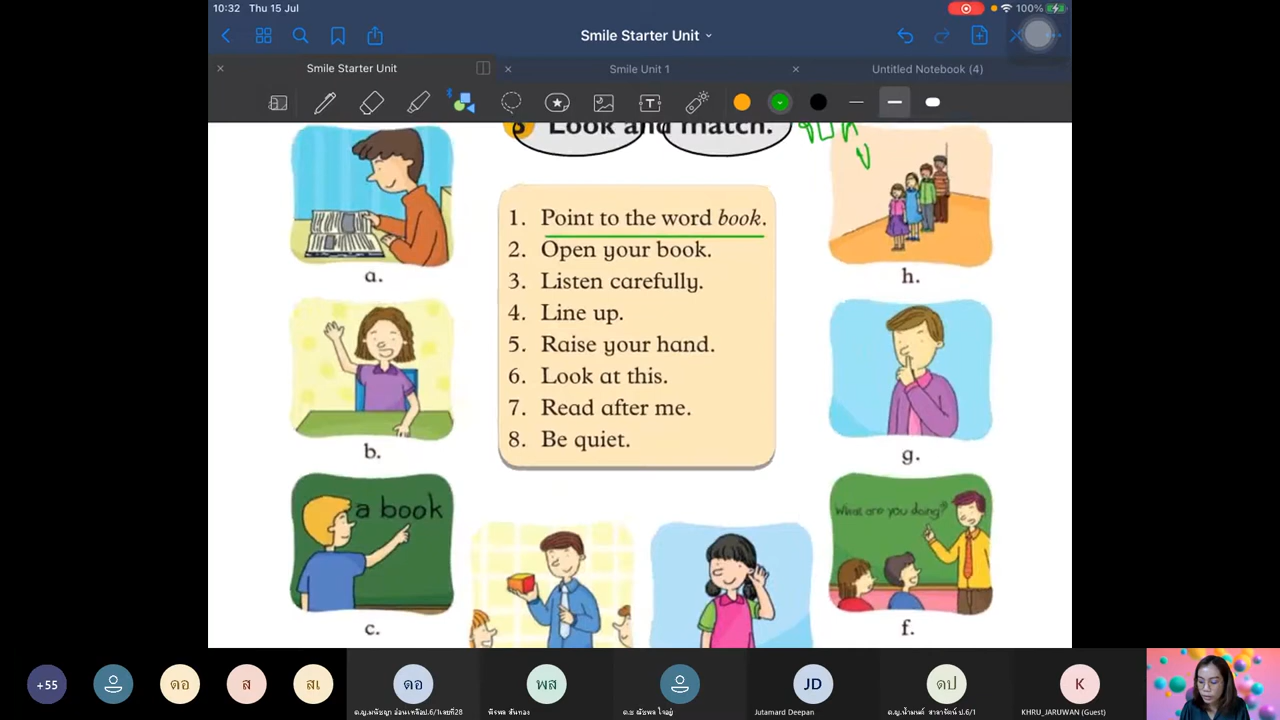 10:32 Thu 15 Jul
100%
Smile Starter Unit
Smile Starter Unit
Smile Unit 1
Untitled Notebook (4)
Look and match.
1. Point to the word book.
2. Open your book.
3. Listen carefully.
4. Line up.
5. Raise your hand.
6. Look at this.
7. Read after me.
8. Be quiet.
a.
h.
b.
g.
a book
What are you doing?
c.
f.
+55
ดอ
ส
สเ
ดอ
พส
JD
ดป
K
Jutamard Deepan
KHRU_JARUWAN (Guest)